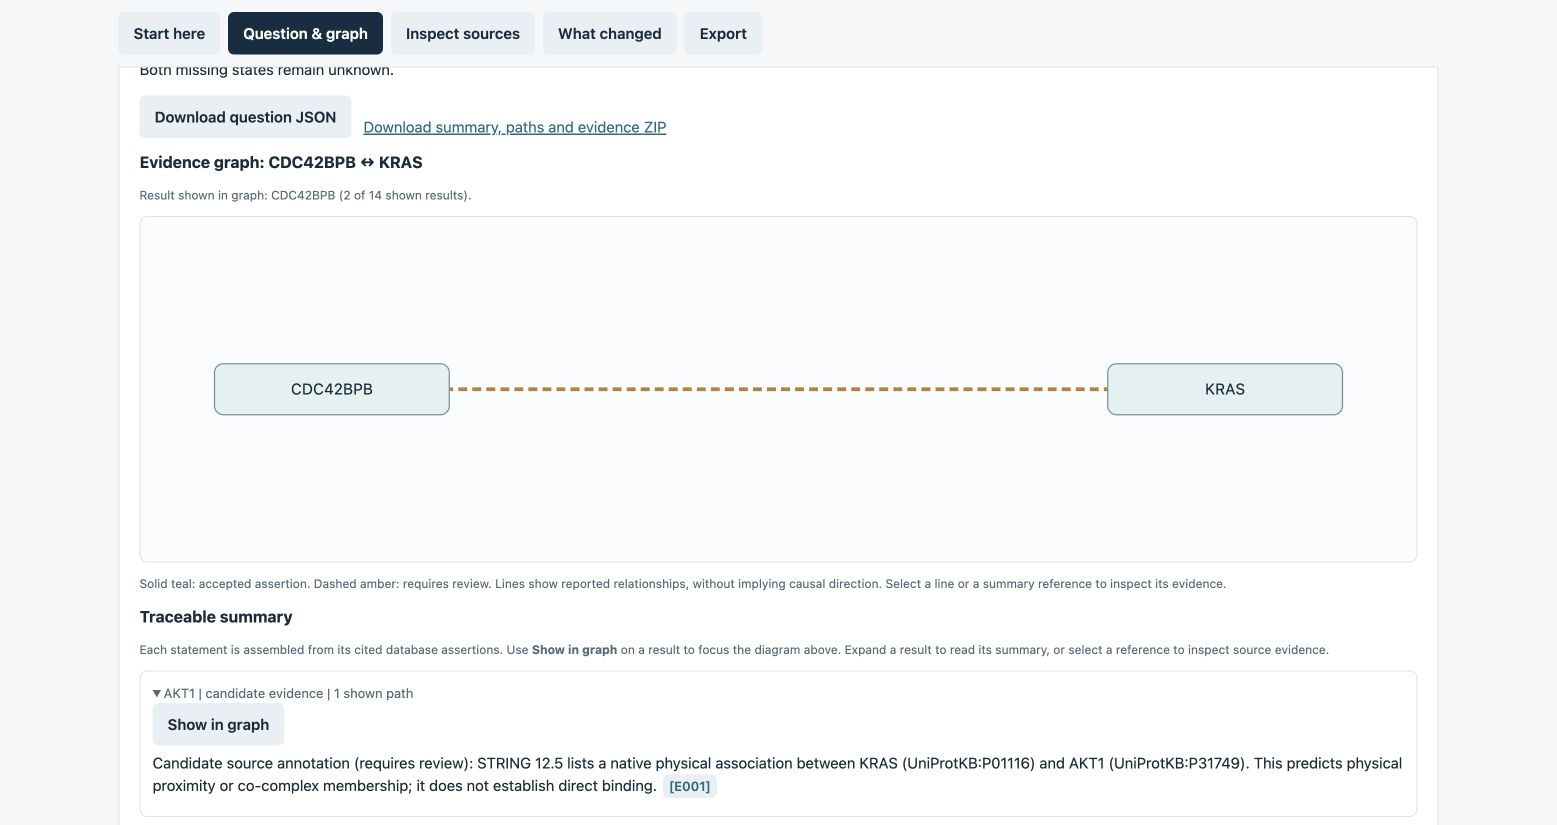 Start here
Question & graph
Inspect sources
What changed
Export
Both missing states remain unknown.
Download question JSON
Download summary, paths and evidence ZIP
Evidence graph: CDC42BPB ↔ KRAS
Result shown in graph: CDC42BPB (2 of 14 shown results).
CDC42BPB
KRAS
Solid teal: accepted assertion. Dashed amber: requires review. Lines show reported relationships, without implying causal direction. Select a line or a summary reference to inspect its evidence.
Traceable summary
Each statement is assembled from its cited database assertions. Use Show in graph on a result to focus the diagram above. Expand a result to read its summary, or select a reference to inspect source evidence.
▼ AKT1 | candidate evidence | 1 shown path
Show in graph
Candidate source annotation (requires review): STRING 12.5 lists a native physical association between KRAS (UniProtKB:P01116) and AKT1 (UniProtKB:P31749). This predicts physical
proximity or co-complex membership; it does not establish direct binding. [E001]